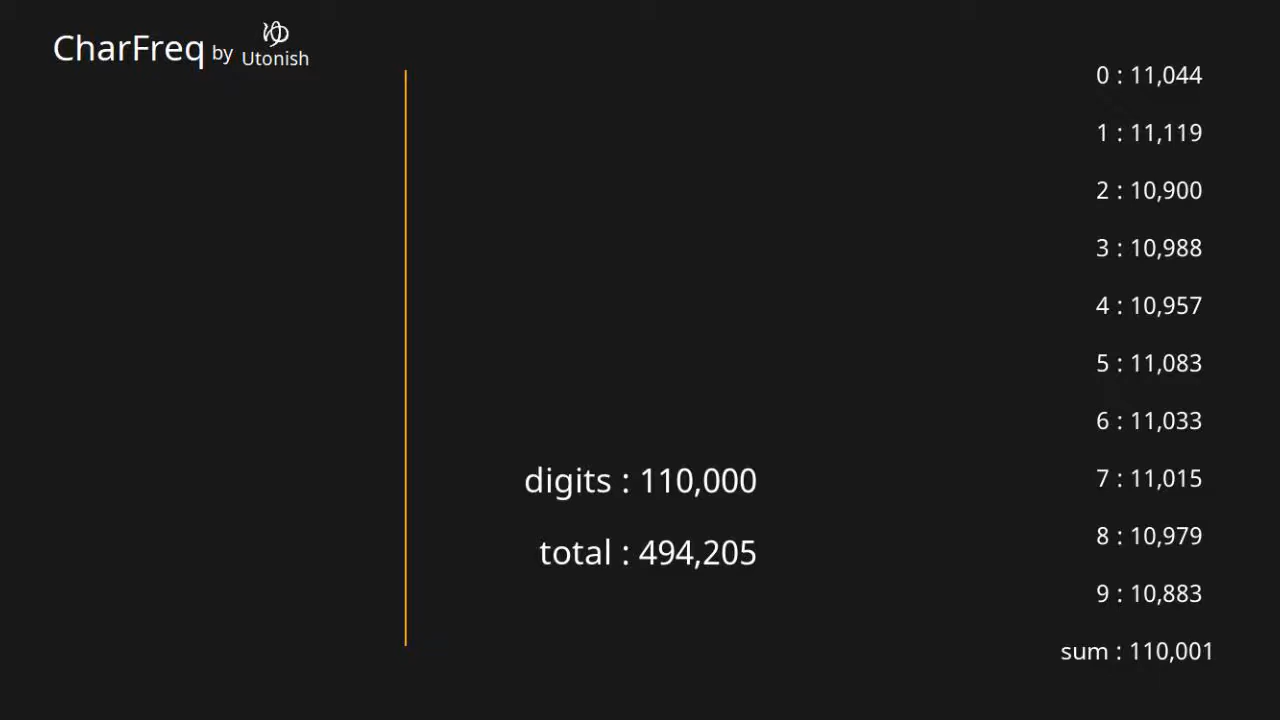 CharFreq by Utonish
digits : 110,000
total : 494,205
0 : 11,044
1 : 11,119
2 : 10,900
3 : 10,988
4 : 10,957
5 : 11,083
6 : 11,033
7 : 11,015
8 : 10,979
9 : 10,883
sum : 110,001